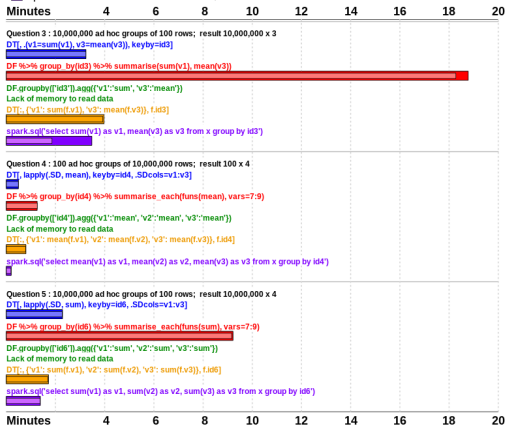 Minutes 4 6 8 10 12 14 16 18 20
Question 3 : 10,000,000 ad hoc groups of 100 rows; result 10,000,000 x 3
DT[, .(v1=sum(v1), v3=mean(v3)), keyby=id3]
DF %>% group_by(id3) %>% summarise(sum(v1), mean(v3))
DF.groupby(['id3']).agg({'v1':'sum', 'v3':'mean'})
Lack of memory to read data
DT[:, {'v1': sum(f.v1), 'v3': mean(f.v3)}, f.id3]
spark.sql('select sum(v1) as v1, mean(v3) as v3 from x group by id3')
Question 4 : 100 ad hoc groups of 10,000,000 rows; result 100 x 4
DT[, lapply(.SD, mean), keyby=id4, .SDcols=v1:v3]
DF %>% group_by(id4) %>% summarise_each(funs(mean), vars=7:9)
DF.groupby(['id4']).agg({'v1':'mean', 'v2':'mean', 'v3':'mean'})
Lack of memory to read data
DT[:, {'v1': mean(f.v1), 'v2': mean(f.v2), 'v3': mean(f.v3)}, f.id4]
spark.sql('select mean(v1) as v1, mean(v2) as v2, mean(v3) as v3 from x group by id4')
Question 5 : 10,000,000 ad hoc groups of 100 rows; result 10,000,000 x 4
DT[, lapply(.SD, sum), keyby=id6, .SDcols=v1:v3]
DF %>% group_by(id6) %>% summarise_each(funs(sum), vars=7:9)
DF.groupby(['id6']).agg({'v1':'sum', 'v2':'sum', 'v3':'sum'})
Lack of memory to read data
DT[:, {'v1': sum(f.v1), 'v2': sum(f.v2), 'v3': sum(f.v3)}, f.id6]
spark.sql('select sum(v1) as v1, sum(v2) as v2, sum(v3) as v3 from x group by id6')
Minutes 4 6 8 10 12 14 16 18 20